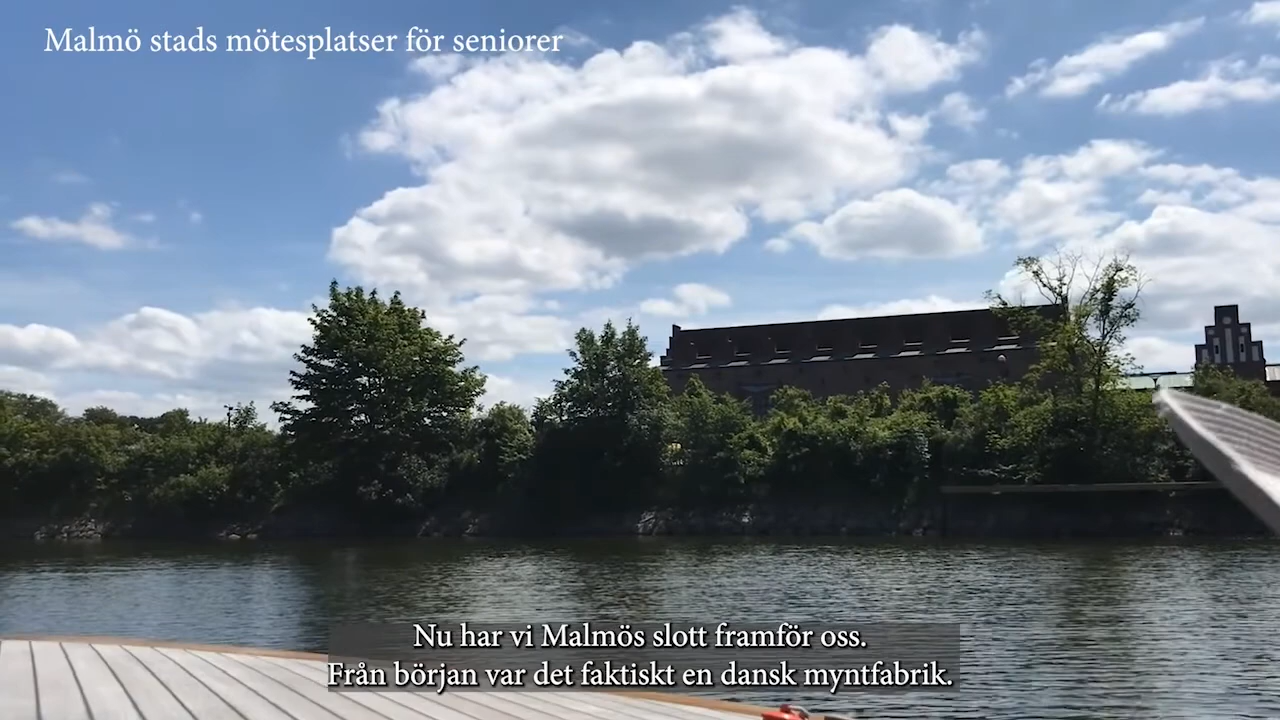 Malmö stads mötesplatser för seniorer
Nu har vi Malmös slott framför oss.
Från början var det faktiskt en dansk myntfabrik.